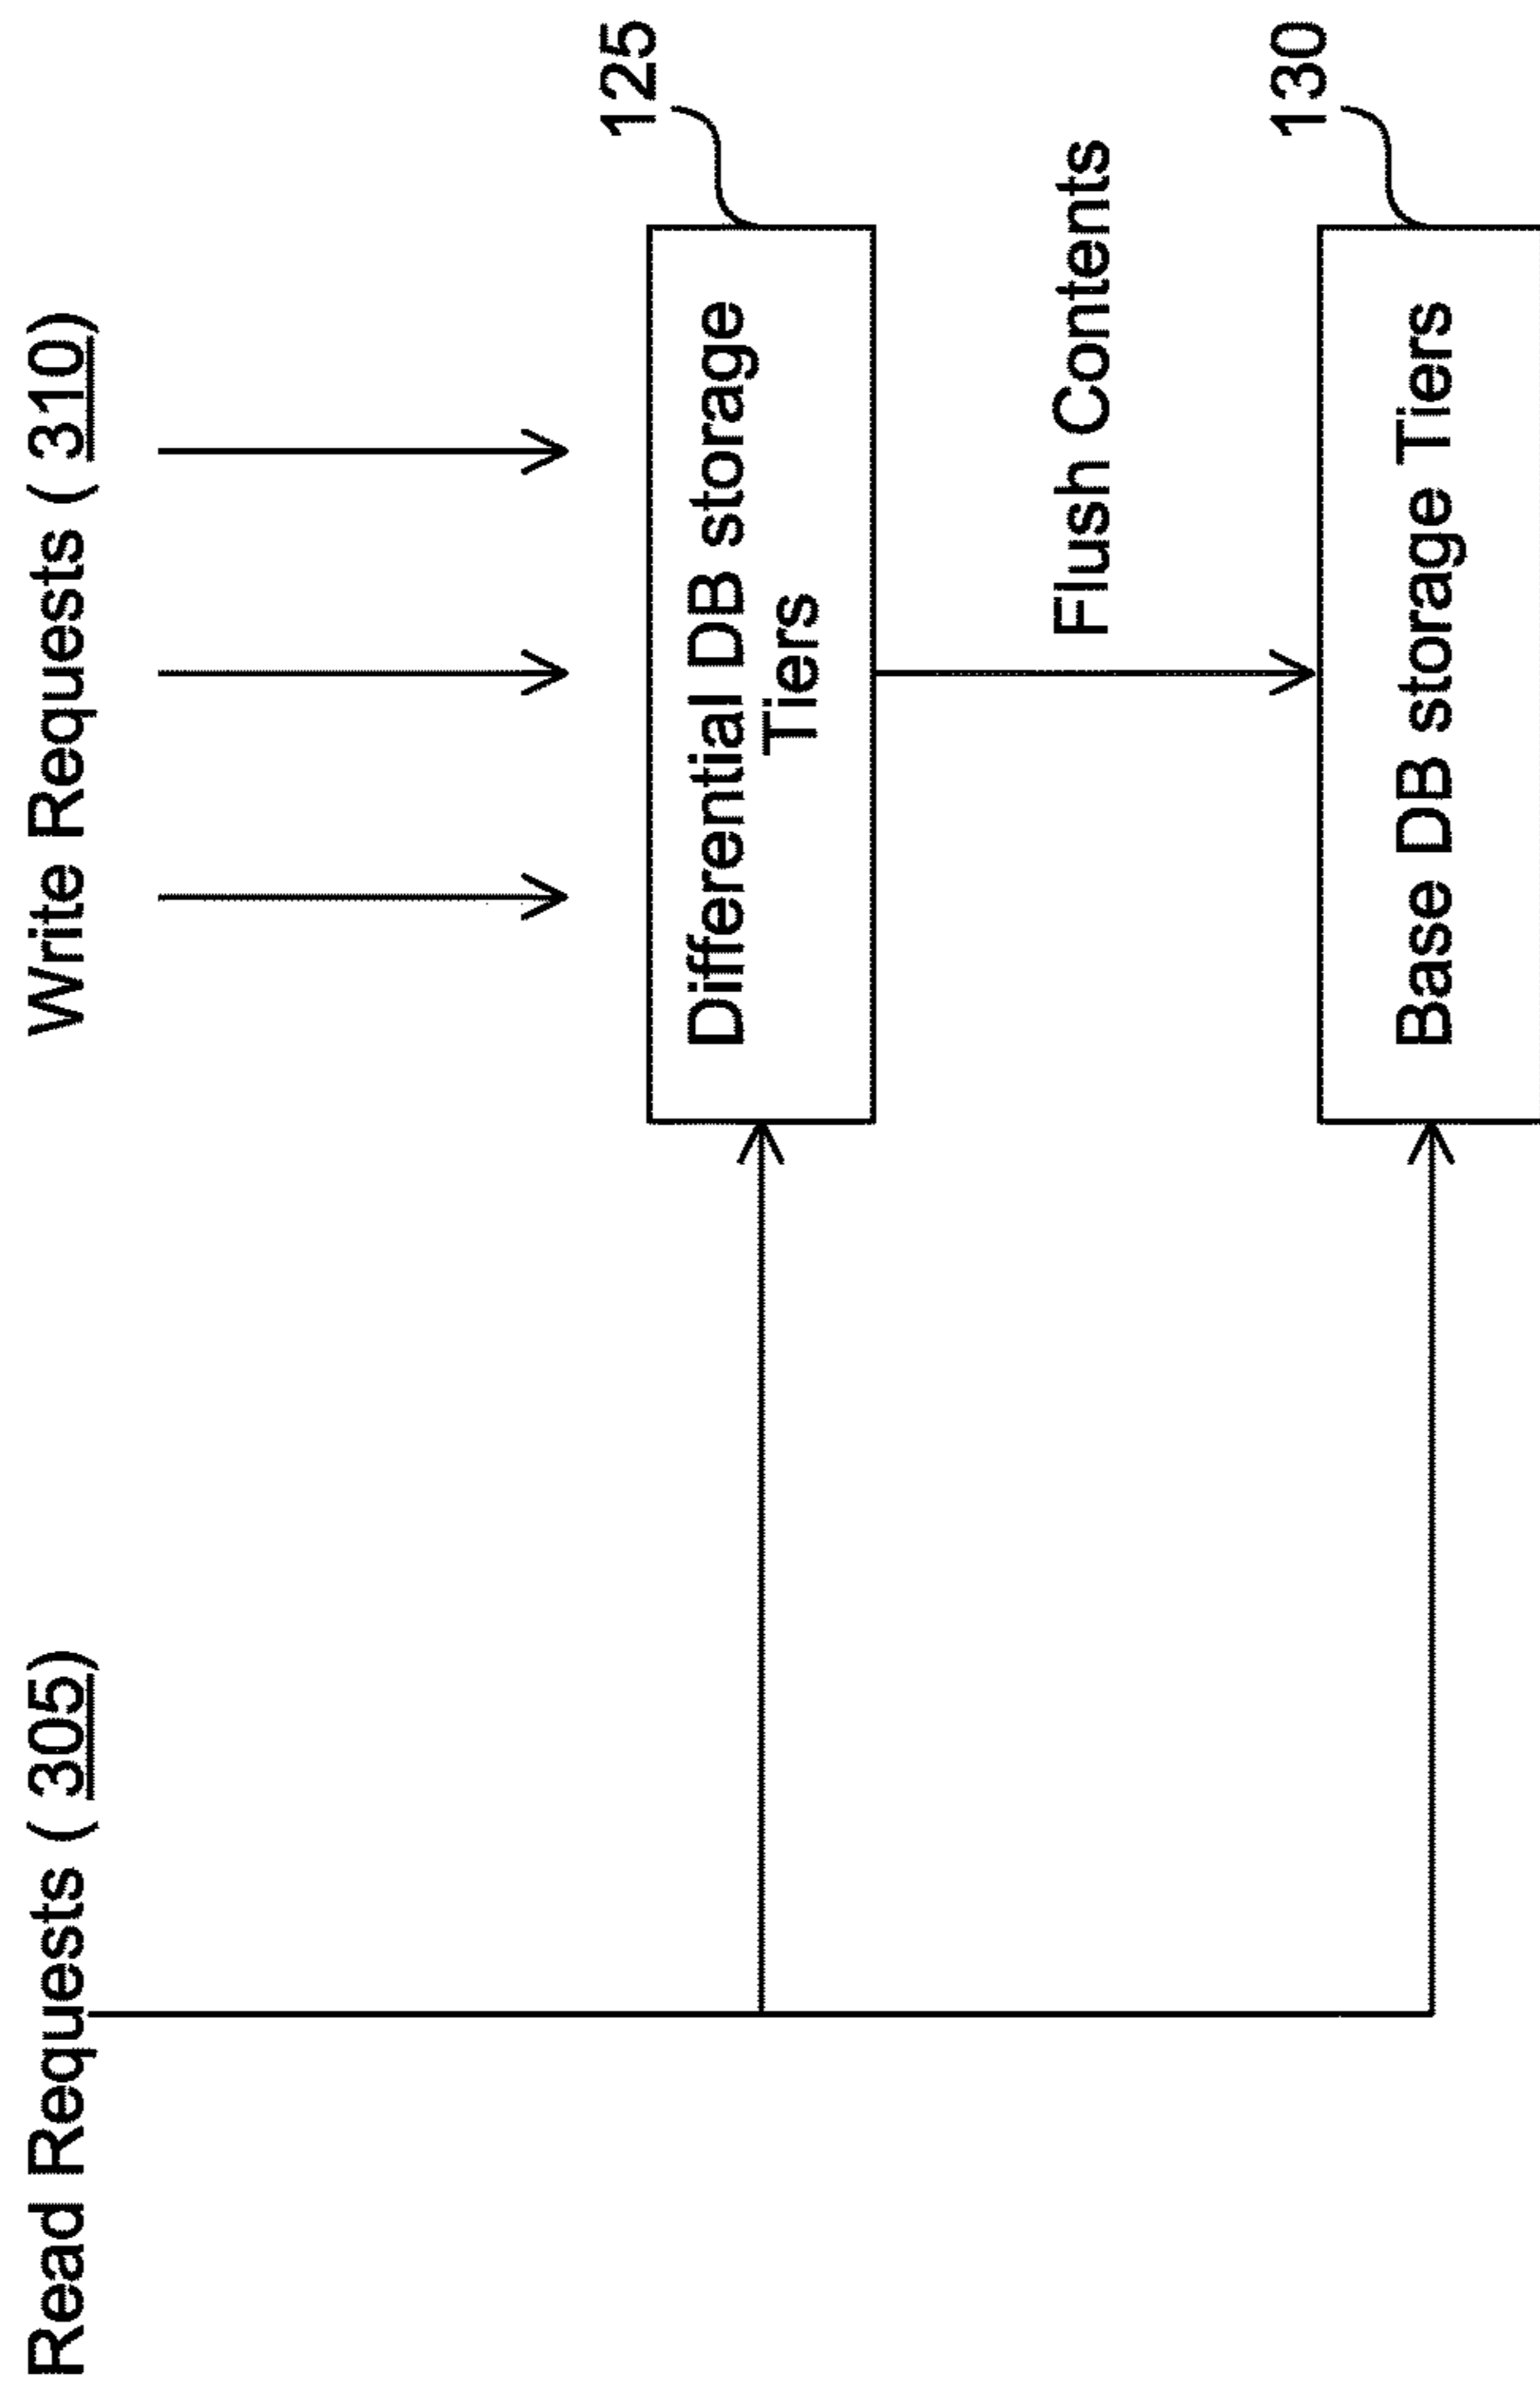 Read Requests ( 305)
Write Requests ( 310)
125
Differential DB storage
Tiers
Flush Contents
130
Base DB storage Tiers